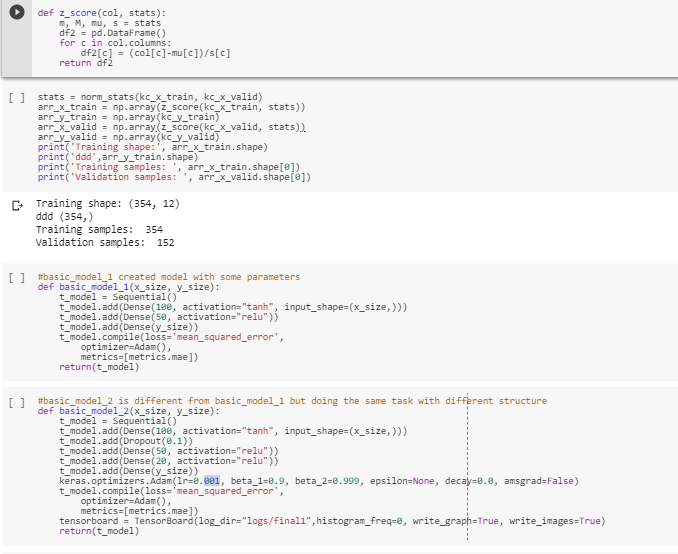 def z_score(col, stats):
    m, M, mu, s = stats
    df2 = pd.DataFrame()
    for c in col.columns:
        df2[c] = (col[c]-mu[c])/s[c]
    return df2
[ ] stats = norm_stats(kc_x_train, kc_x_valid)
arr_x_train = np.array(z_score(kc_x_train, stats))
arr_y_train = np.array(kc_y_train)
arr_x_valid = np.array(z_score(kc_x_valid, stats))
arr_y_valid = np.array(kc_y_valid)
print('Training shape:', arr_x_train.shape)
print('ddd',arr_y_train.shape)
print('Training samples: ', arr_x_train.shape[0])
print('Validation samples: ', arr_x_valid.shape[0])
Training shape: (354, 12)
ddd (354,)
Training samples:  354
Validation samples:  152
[ ] #basic_model_1 created model with some parameters
def basic_model_1(x_size, y_size):
    t_model = Sequential()
    t_model.add(Dense(100, activation="tanh", input_shape=(x_size,)))
    t_model.add(Dense(50, activation="relu"))
    t_model.add(Dense(y_size))
    t_model.compile(loss='mean_squared_error',
        optimizer=Adam(),
        metrics=[metrics.mae])
    return(t_model)
[ ] #basic_model_2 is different from basic_model_1 but doing the same task with different structure
def basic_model_2(x_size, y_size):
    t_model = Sequential()
    t_model.add(Dense(100, activation="tanh", input_shape=(x_size,)))
    t_model.add(Dropout(0.1))
    t_model.add(Dense(50, activation="relu"))
    t_model.add(Dense(20, activation="relu"))
    t_model.add(Dense(y_size))
    keras.optimizers.Adam(lr=0.001, beta_1=0.9, beta_2=0.999, epsilon=None, decay=0.0, amsgrad=False)
    t_model.compile(loss='mean_squared_error',
        optimizer=Adam(),
        metrics=[metrics.mae])
    tensorboard = TensorBoard(log_dir="logs/final1",histogram_freq=0, write_graph=True, write_images=True)
    return(t_model)